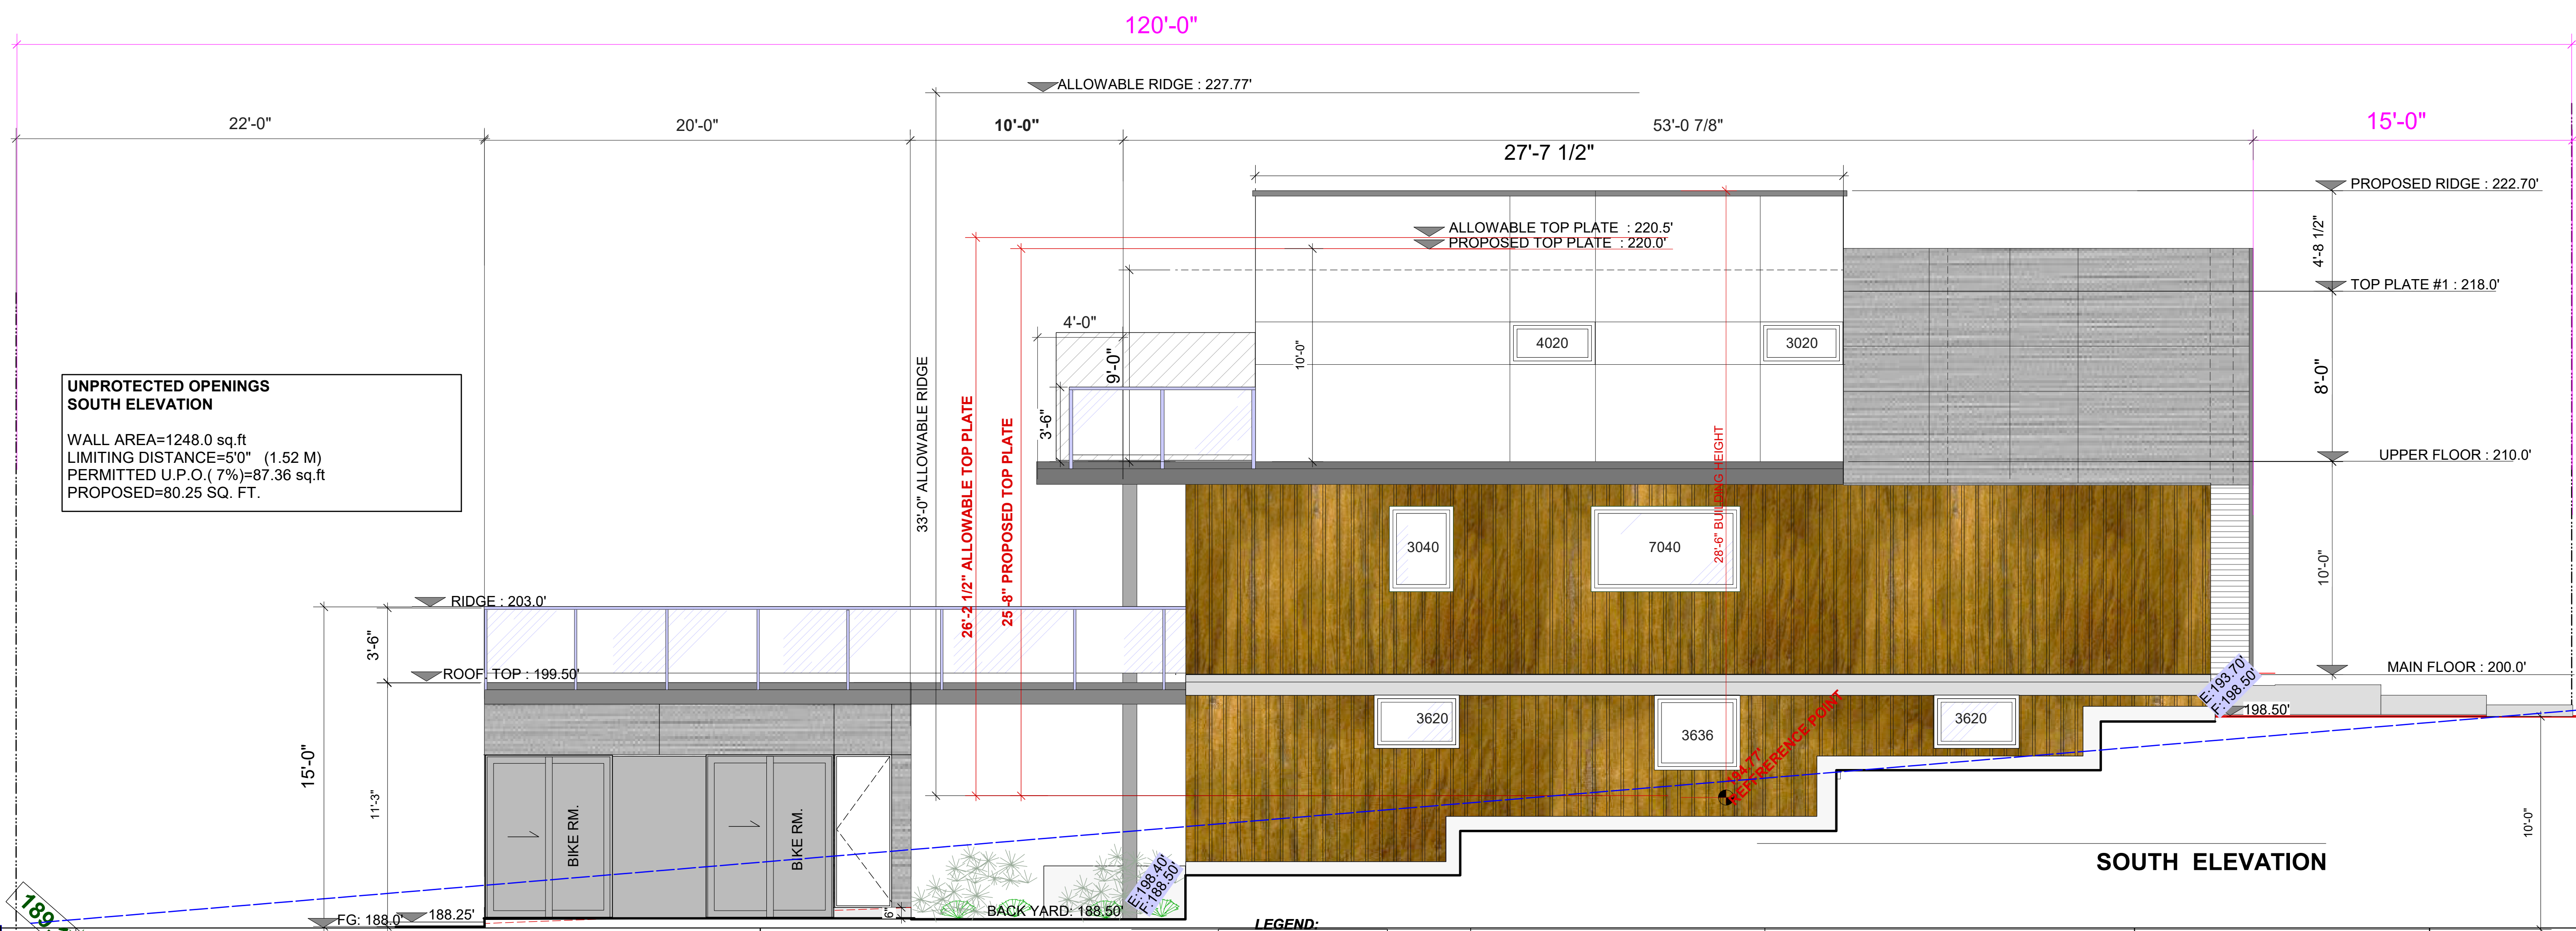 120'-0"
ALLOWABLE RIDGE : 227.77'
22'-0"
20'-0"
10'-0"
53'-0 7/8"
15'-0"
27'-7 1/2"
PROPOSED RIDGE : 222.70'
ALLOWABLE TOP PLATE : 220.5'
PROPOSED TOP PLATE : 220.0'
4'-8 1/2"
TOP PLATE #1 : 218.0'
4'-0"
9'-0"
10'-0"
4020
3020
8'-0"
33'-0" ALLOWABLE RIDGE
26'-2 1/2" ALLOWABLE TOP PLATE
25'-8" PROPOSED TOP PLATE
3'-6"
28'-6" BUILDING HEIGHT
UPPER FLOOR : 210.0'
UNPROTECTED OPENINGS
SOUTH ELEVATION
WALL AREA=1248.0 sq.ft
LIMITING DISTANCE=5'0" (1.52 M)
PERMITTED U.P.O.( 7%)=87.36 sq.ft
PROPOSED=80.25 SQ. FT.
3040
7040
10'-0"
RIDGE : 203.0'
3'-6"
ROOF. TOP : 199.50'
MAIN FLOOR : 200.0'
E:193.70'
F:198.50'
198.50'
3620
3636
3620
194.77'
REFRERENCE POINT
15'-0"
11'-3"
BIKE RM.
BIKE RM.
10'-0"
SOUTH ELEVATION
E:198.40'
F:188.50'
6"
BACK YARD: 188.50'
FG: 188.0'
188.25'
LEGEND: